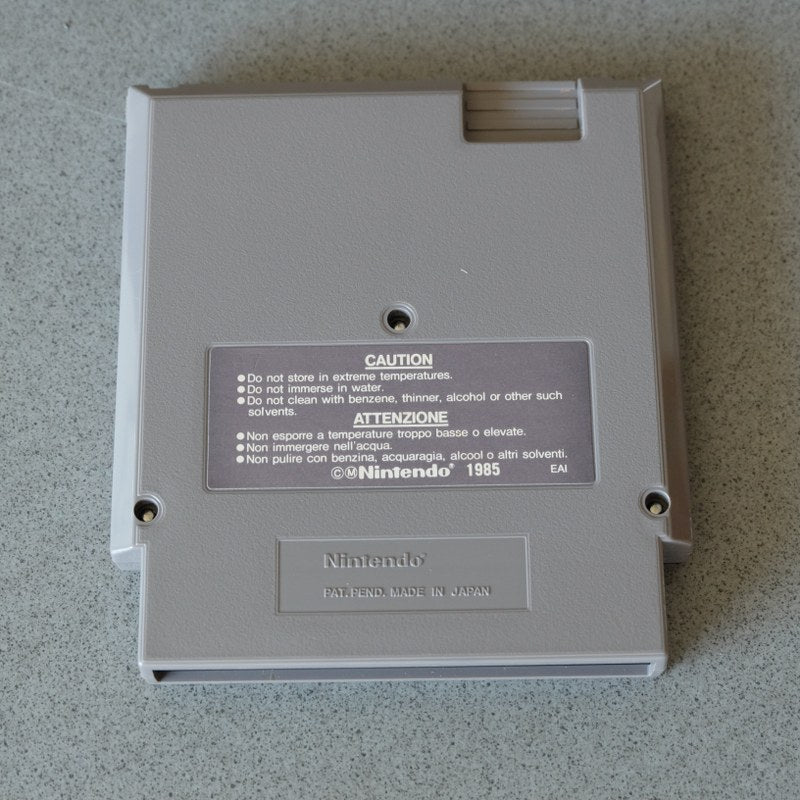 CAUTION
●Do not store in extreme temperatures.
●Do not immerse in water.
●Do not clean with benzene, thinner, alcohol or other such
solvents.
ATTENZIONE
●Non esporre a temperature troppo basse o elevate.
●Non immergere nell'acqua.
●Non pulire con benzina, acquaragia, alcool o altri solventi.
©ⓂNintendo® 1985 EAI
Nintendo®
PAT. PEND. MADE IN JAPAN